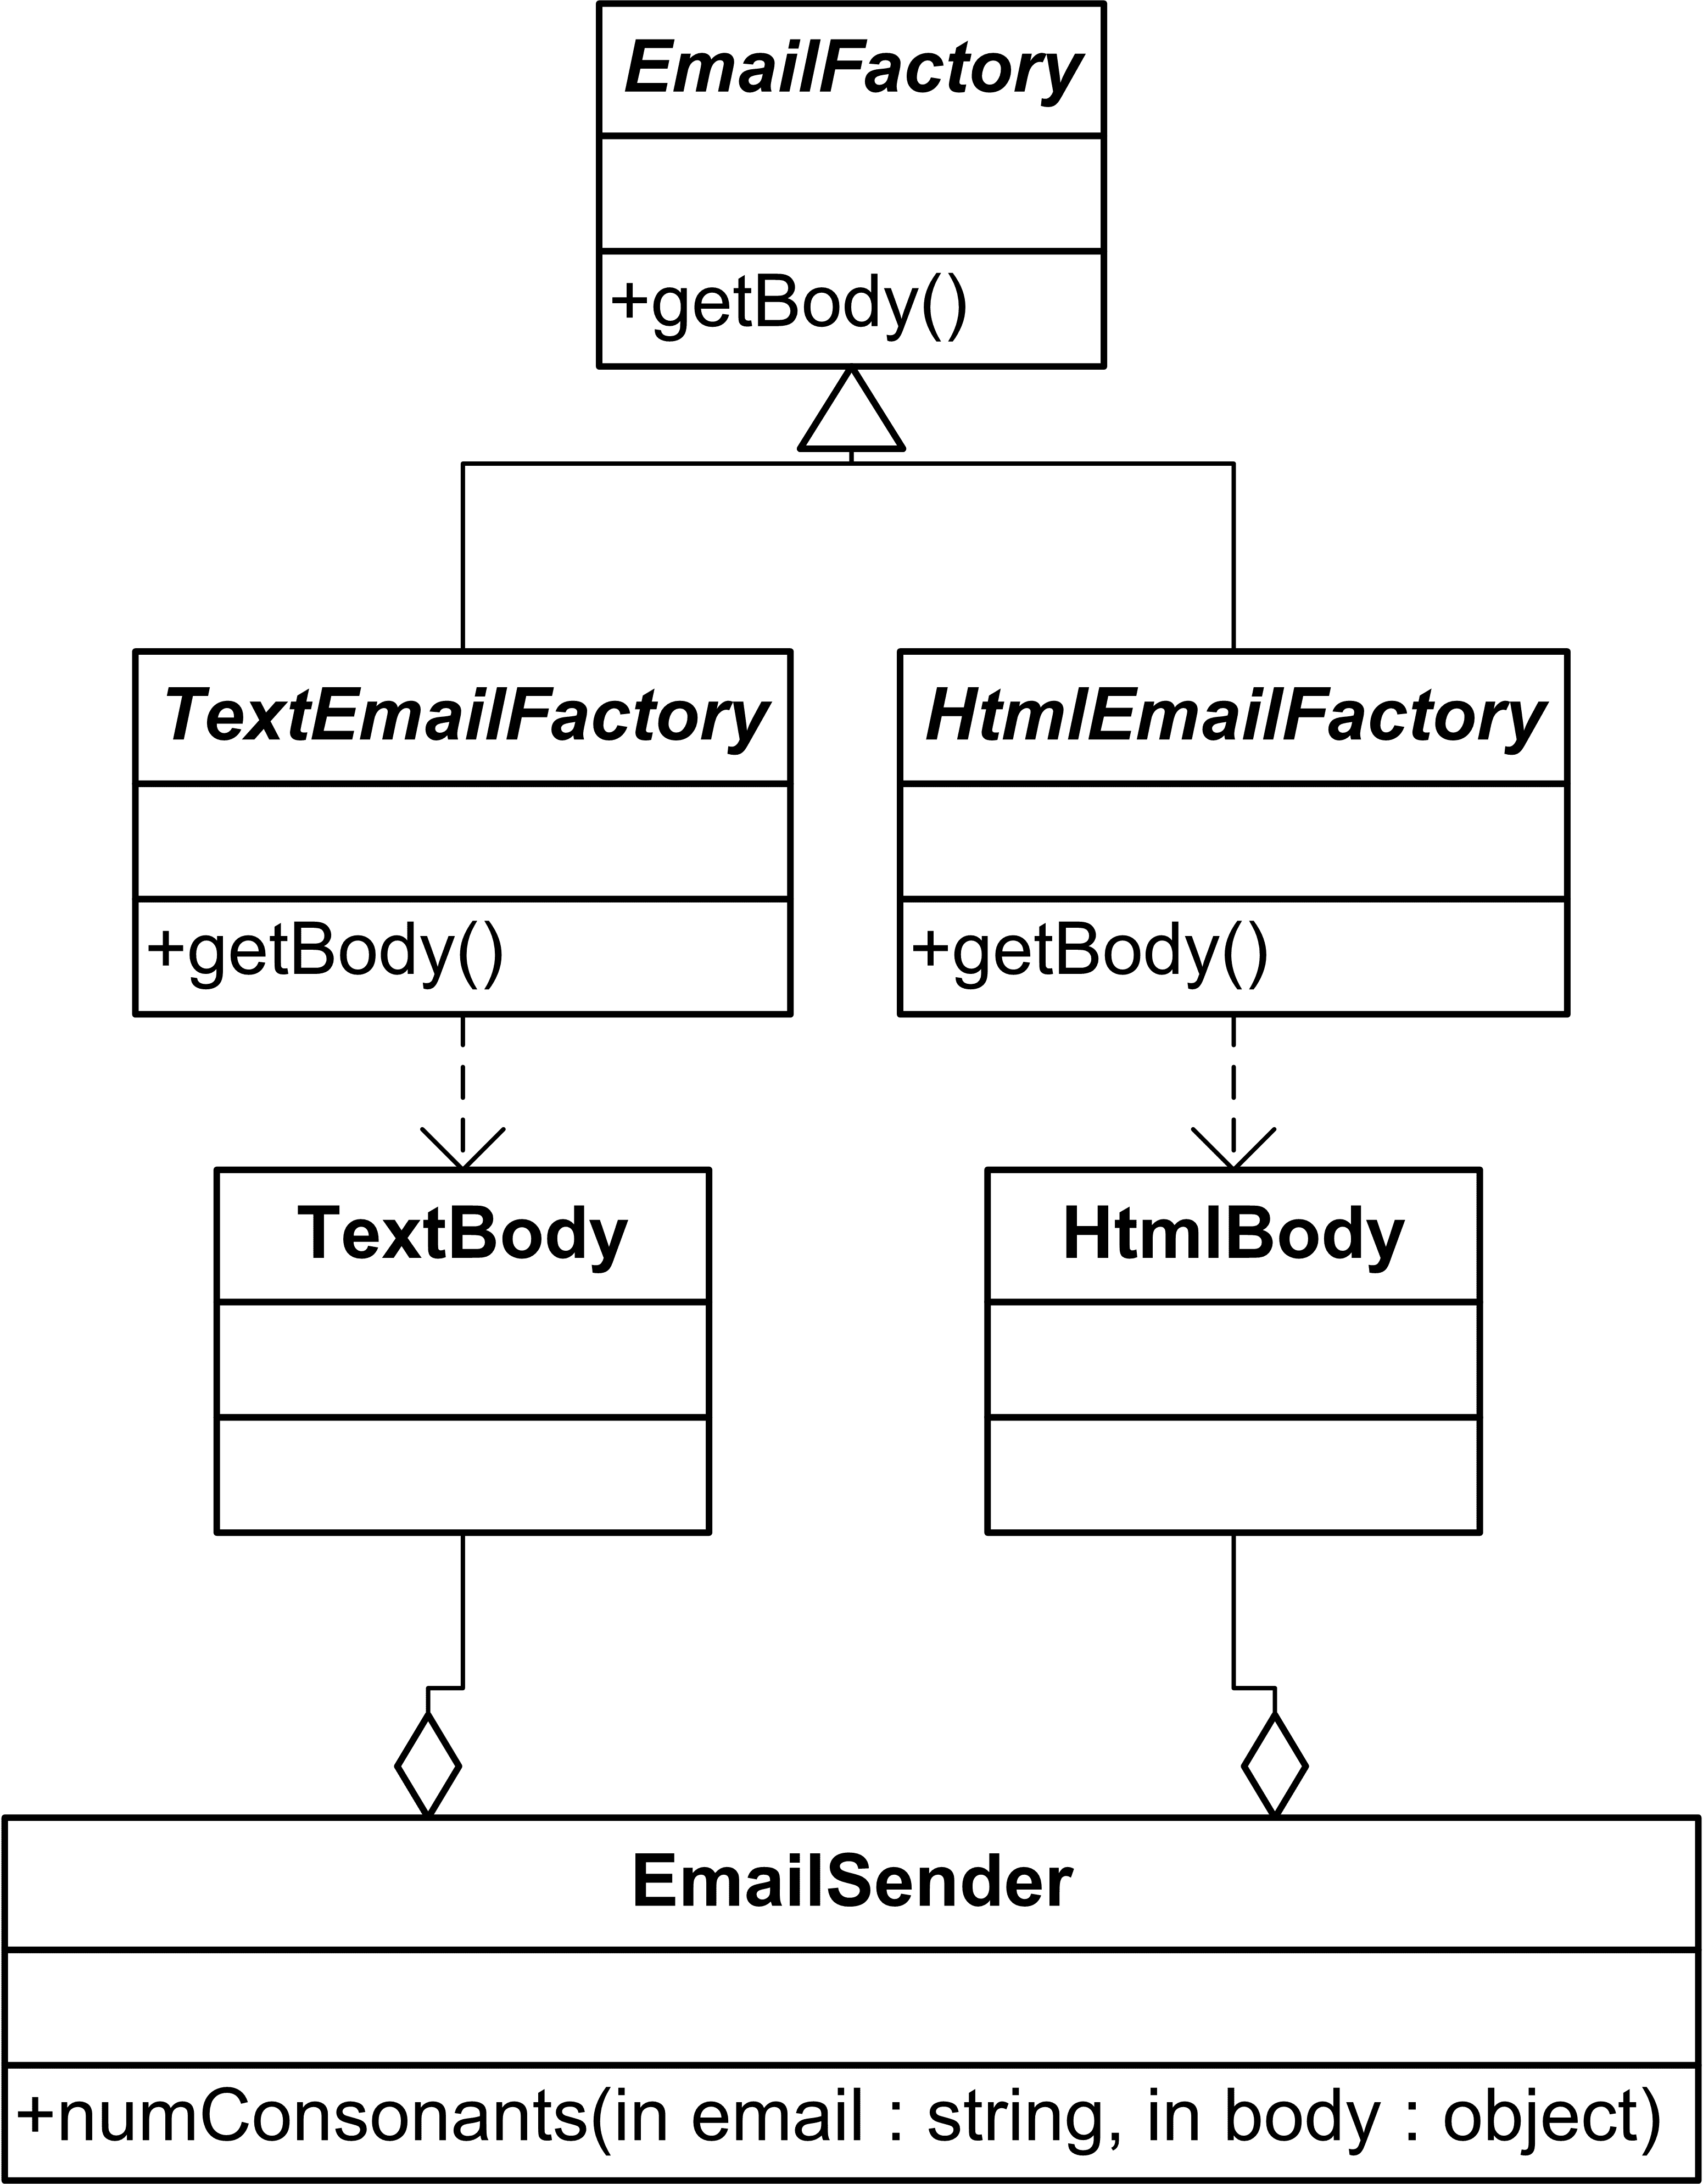 EmailFactory
+getBody()
TextEmailFactory
HtmlEmailFactory
+getBody()
+getBody()
TextBody
HtmlBody
EmailSender
+numConsonants(in email : string, in body : object)